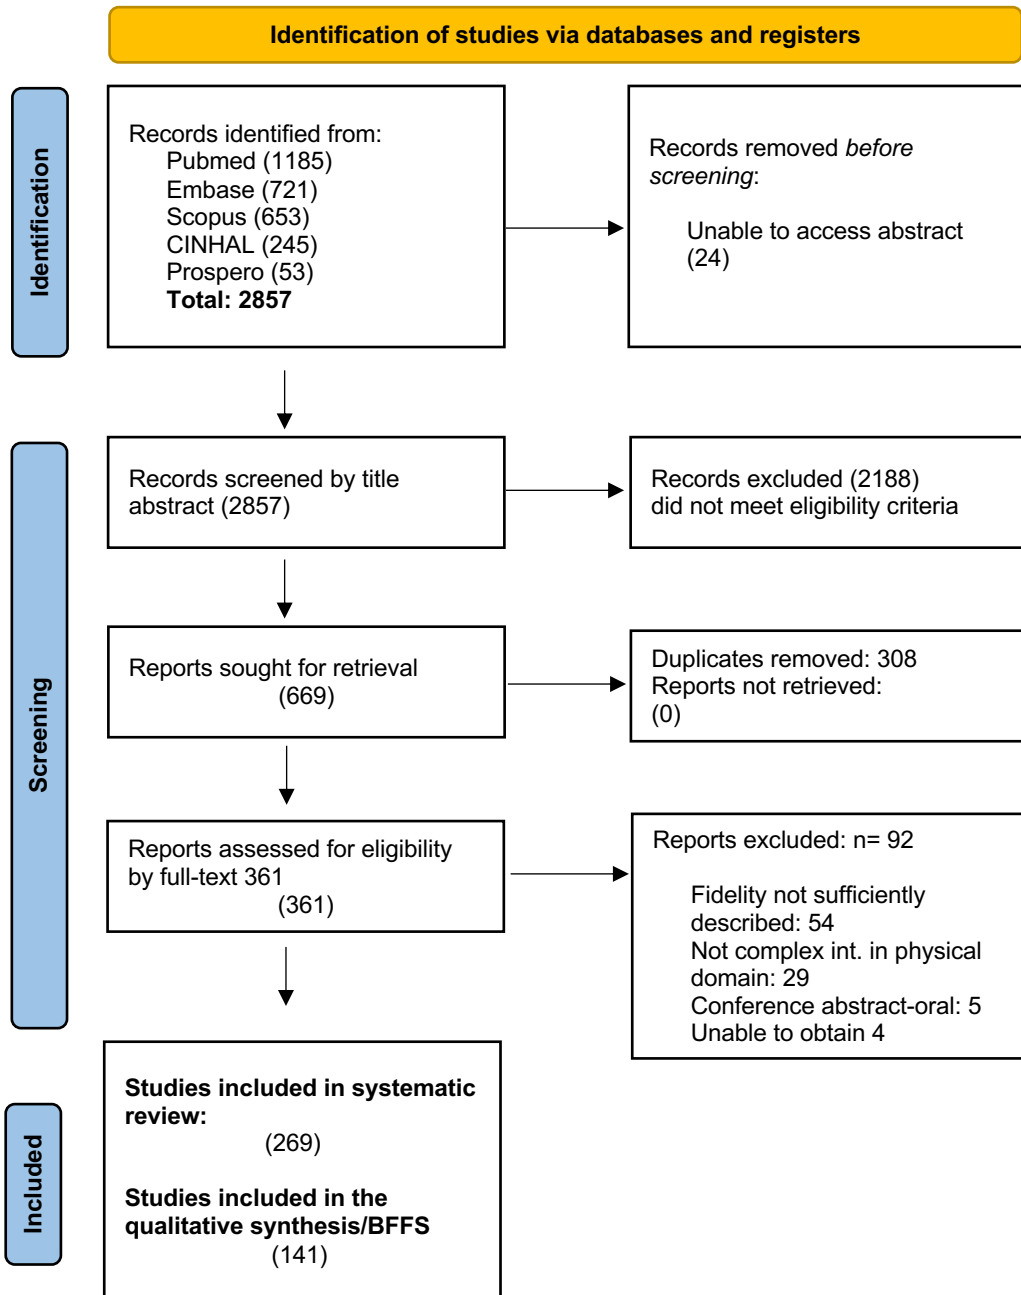 Identification of studies via databases and registers
Identification
Records identified from:
Pubmed (1185)
Embase (721)
Scopus (653)
CINHAL (245)
Prospero (53)
Total: 2857
Records removed before
screening:
Unable to access abstract
(24)
Screening
Records screened by title
abstract (2857)
Records excluded (2188)
did not meet eligibility criteria
Reports sought for retrieval
(669)
Duplicates removed: 308
Reports not retrieved:
(0)
Reports assessed for eligibility
by full-text 361
(361)
Reports excluded: n= 92
Fidelity not sufficiently
described: 54
Not complex int. in physical
domain: 29
Conference abstract-oral: 5
Unable to obtain 4
Included
Studies included in systematic
review:
(269)
Studies included in the
qualitative synthesis/BFFS
(141)